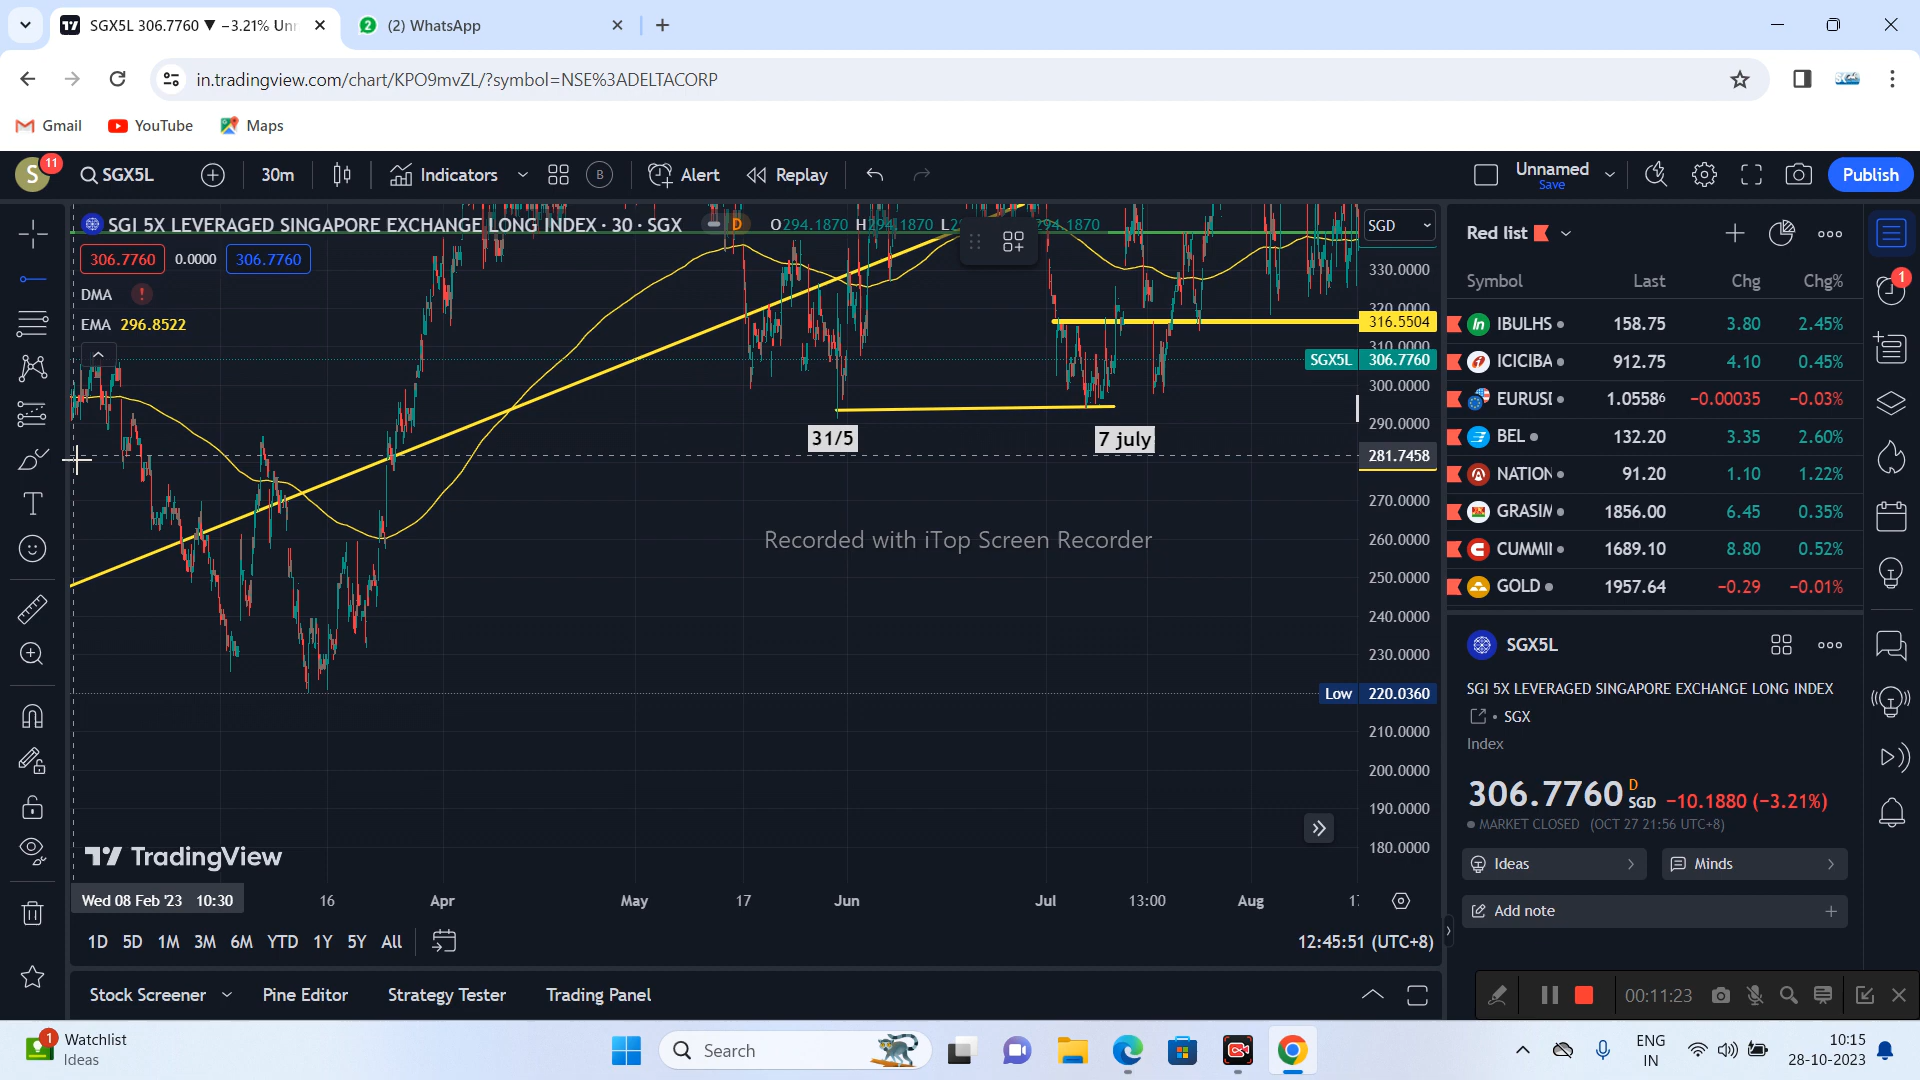 SGX5L 306.7760 ▼ −3.21% Unn
(2) WhatsApp
in.tradingview.com/chart/KPO9mvZL/?symbol=NSE%3ADELTACORP
Gmail
YouTube
Maps
S
11
SGX5L
30m
Indicators
B
Alert
Replay
Unnamed
Save
Publish
SGI 5X LEVERAGED SINGAPORE EXCHANGE LONG INDEX · 30 · SGX
D
O294.1870 H294.1870 L2 294.1870
SGD
306.7760
0.0000
306.7760
DMA
EMA 296.8522
330.0000
320.0000
316.5504
310.0000
SGX5L 306.7760
300.0000
290.0000
281.7458
270.0000
260.0000
250.0000
240.0000
230.0000
Low 220.0360
210.0000
200.0000
190.0000
180.0000
31/5
7 july
Recorded with iTop Screen Recorder
TradingView
Wed 08 Feb '23 10:30
16
Apr
May
17
Jun
Jul
13:00
Aug
1D 5D 1M 3M 6M YTD 1Y 5Y All
12:45:51 (UTC+8)
Stock Screener
Pine Editor
Strategy Tester
Trading Panel
Red list
Symbol Last Chg Chg%
IBULHS 158.75 3.80 2.45%
ICICIBA 912.75 4.10 0.45%
EURUSD 1.05586 −0.00035 −0.03%
BEL 132.20 3.35 2.60%
NATION 91.20 1.10 1.22%
GRASIM 1856.00 6.45 0.35%
CUMMII 1689.10 8.80 0.52%
GOLD 1957.64 −0.29 −0.01%
1
SGX5L
SGI 5X LEVERAGED SINGAPORE EXCHANGE LONG INDEX
SGX
Index
306.7760 D SGD −10.1880 (−3.21%)
MARKET CLOSED (OCT 27 21:56 UTC+8)
Ideas
Minds
Add note
00:11:23
1
Watchlist
Ideas
Search
ENG
IN
10:15
28-10-2023